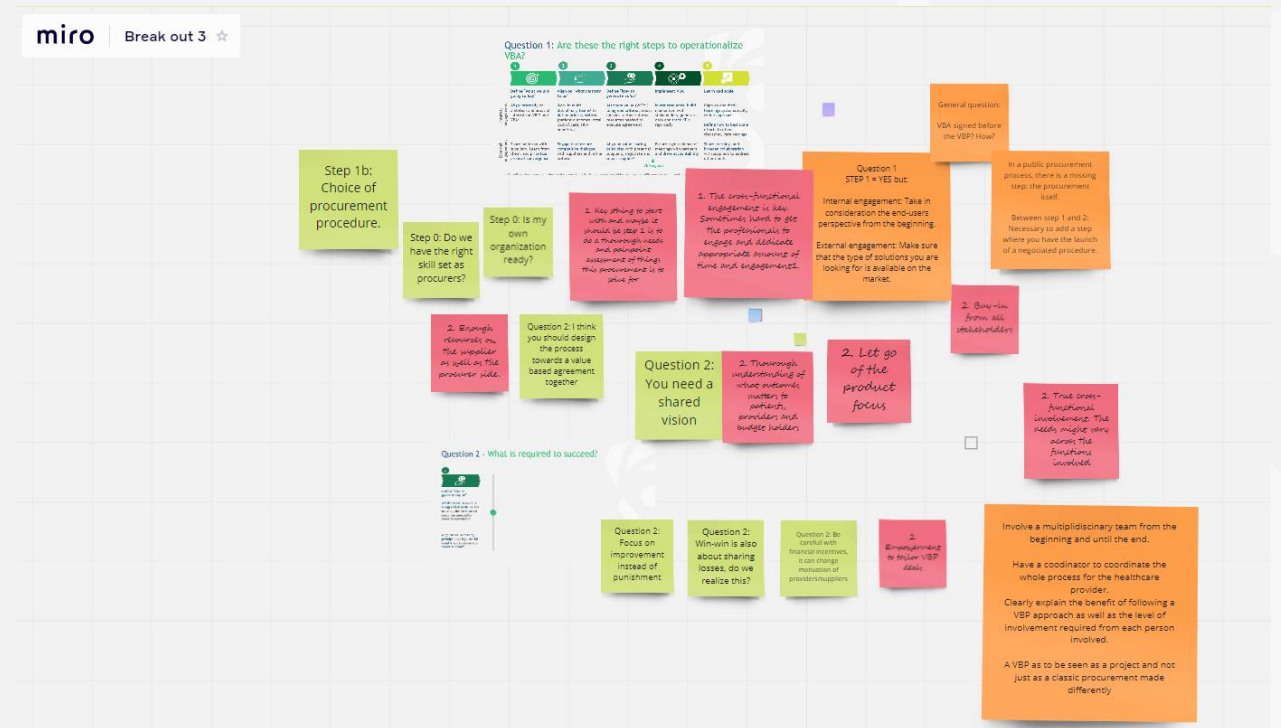 miro
Break out 3
Question 1: Are these the right steps to operationalize
VBA?
General question:
VBA signed before
the VBP? How?
Step 1b:
Choice of
procurement
procedure.
Step 0: Do we
have the right
skill set as
procurers?
Step 0: Is my
own
organization
ready?
1. Key thing to start
with and maybe it
should be step 1 is to
do a thourough needs
and painpoint
assessment of things
this procurement is to
solve for
1. The cross-functional
engagement is key.
Sometimes hard to get
the professionals to
engage and dedicate
appropriate amount of
time and engagement1.
Question 1
STEP 1 = YES but:
Internal engagement: Take in
consideration the end-users
perspective from the beginning.
External engagement: Make sure
that the type of solutions you are
looking for is available on the
market.
In a public procurement
process, there is a missing
step: the procurement
itself.
Between step 1 and 2:
Necessary to add a step
where you have the launch
of a negociated procedure.
2. Enough
resources on
the supplier
as well as the
procurer side.
Question 2: I think
you should design
the process
towards a value
based agreement
together
Question 2:
You need a
shared
vision
2. Thourough
understanding of
what outcomes
matters to
patients,
providers and
budget holders
2. Let go
of the
product
focus
2. Buy-in
from all
stakeholders
2. True cross-
functional
involvement. The
needs might vary
across the
functions
involved
Question 2 - What is required to succeed?
Question 2:
Focus on
improvement
instead of
punishment
Question 2:
Win-win is also
about sharing
losses, do we
realize this?
Question 2: Be
carefull with
financial incentives,
it can change
motivation of
providers/suppliers
2.
Empowerment
to tailor VBP
deals
Involve a multiplidiscinary team from the
beginning and until the end.
Have a coodinator to coordinate the
whole process for the healthcare
provider.
Clearly explain the benefit of following a
VBP approach as well as the level of
involvement required from each person
involved.
A VBP as to be seen as a project and not
just as a classic procurement made
differently